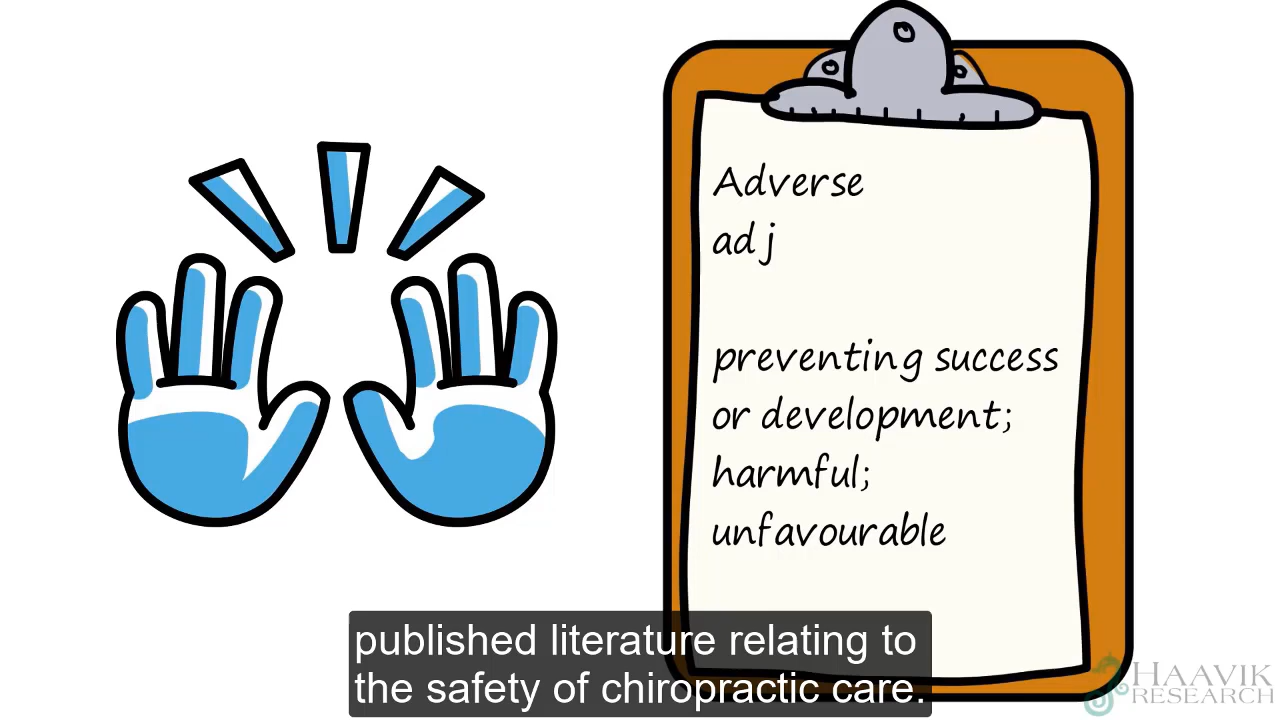 Adverse
adj
preventing success
or development;
harmful;
unfavourable
published literature relating to
the safety of chiropractic care.
HAAVIK
RESEARCH